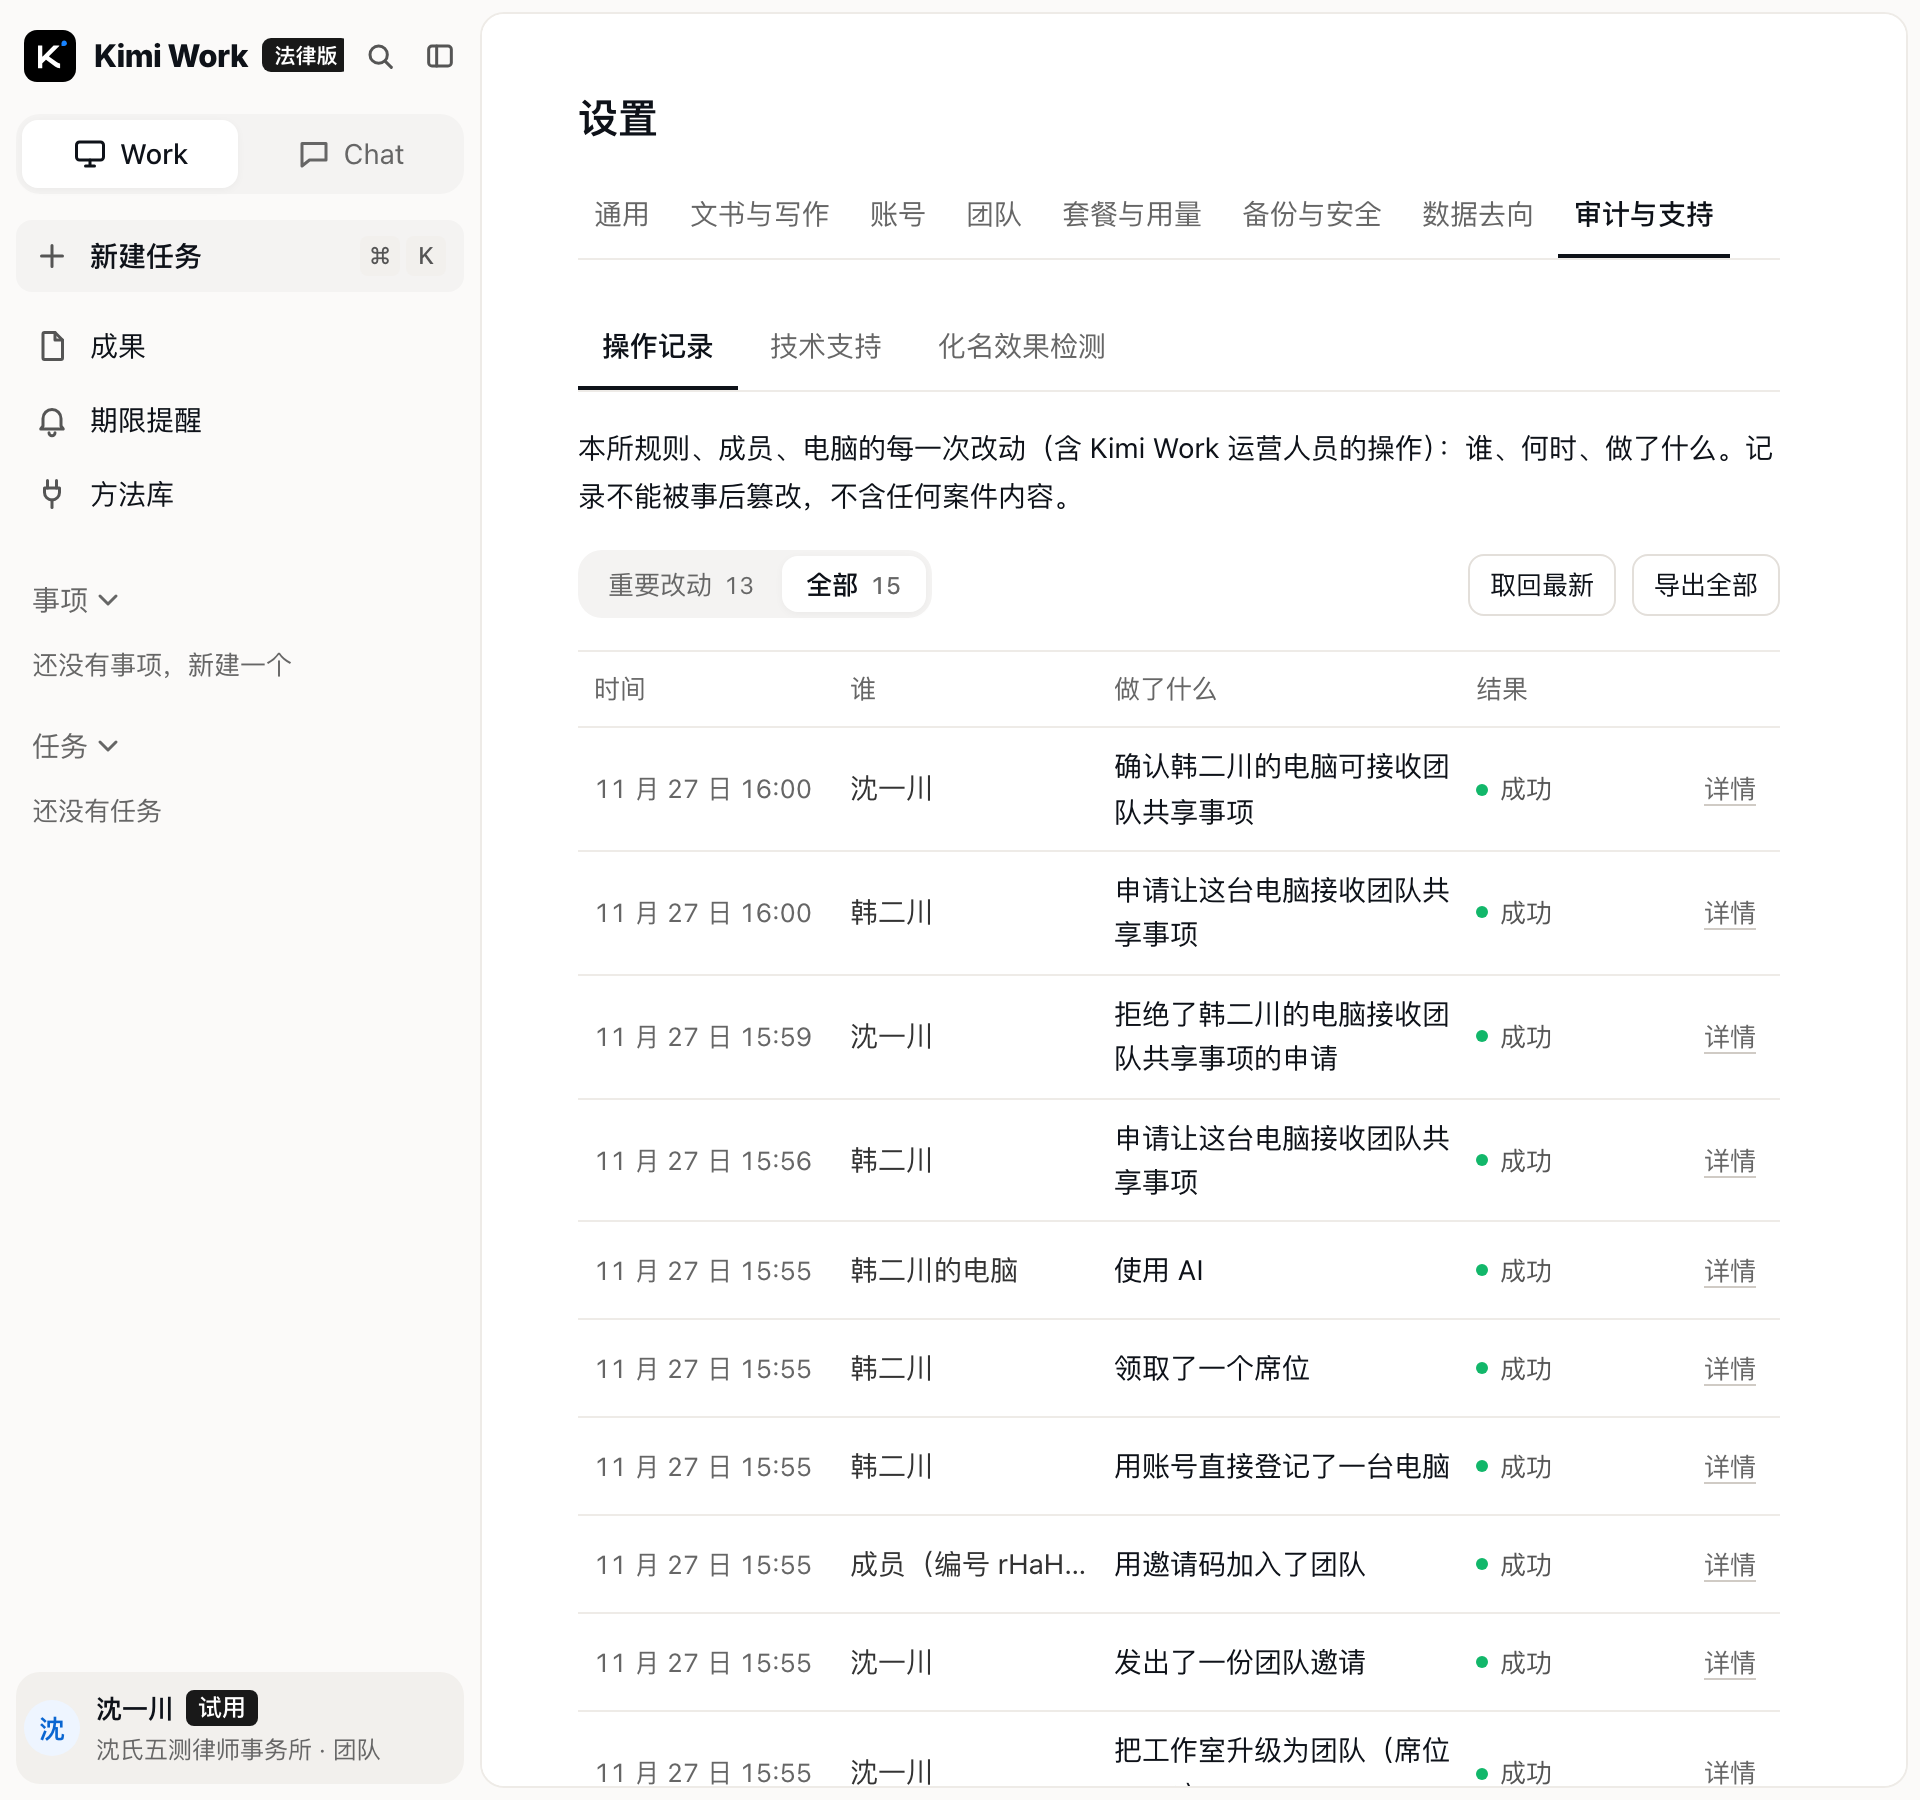 Kimi Work 法律版
Work
Chat
新建任务 ⌘ K
成果
期限提醒
方法库
事项
还没有事项，新建一个
任务
还没有任务
沈
沈一川 试用
沈氏五测律师事务所 · 团队
设置
通用 文书与写作 账号 团队 套餐与用量 备份与安全 数据去向 审计与支持
操作记录 技术支持 化名效果检测
本所规则、成员、电脑的每一次改动（含 Kimi Work 运营人员的操作）：谁、何时、做了什么。记
录不能被事后篡改，不含任何案件内容。
重要改动 13 全部 15 取回最新 导出全部
时间 谁 做了什么 结果
11 月 27 日 16:00 沈一川 确认韩二川的电脑可接收团
队共享事项 成功 详情
11 月 27 日 16:00 韩二川 申请让这台电脑接收团队共
享事项 成功 详情
11 月 27 日 15:59 沈一川 拒绝了韩二川的电脑接收团
队共享事项的申请 成功 详情
11 月 27 日 15:56 韩二川 申请让这台电脑接收团队共
享事项 成功 详情
11 月 27 日 15:55 韩二川的电脑 使用 AI 成功 详情
11 月 27 日 15:55 韩二川 领取了一个席位 成功 详情
11 月 27 日 15:55 韩二川 用账号直接登记了一台电脑 成功 详情
11 月 27 日 15:55 成员（编号 rHaH... 用邀请码加入了团队 成功 详情
11 月 27 日 15:55 沈一川 发出了一份团队邀请 成功 详情
11 月 27 日 15:55 沈一川 把工作室升级为团队（席位 成功 详情